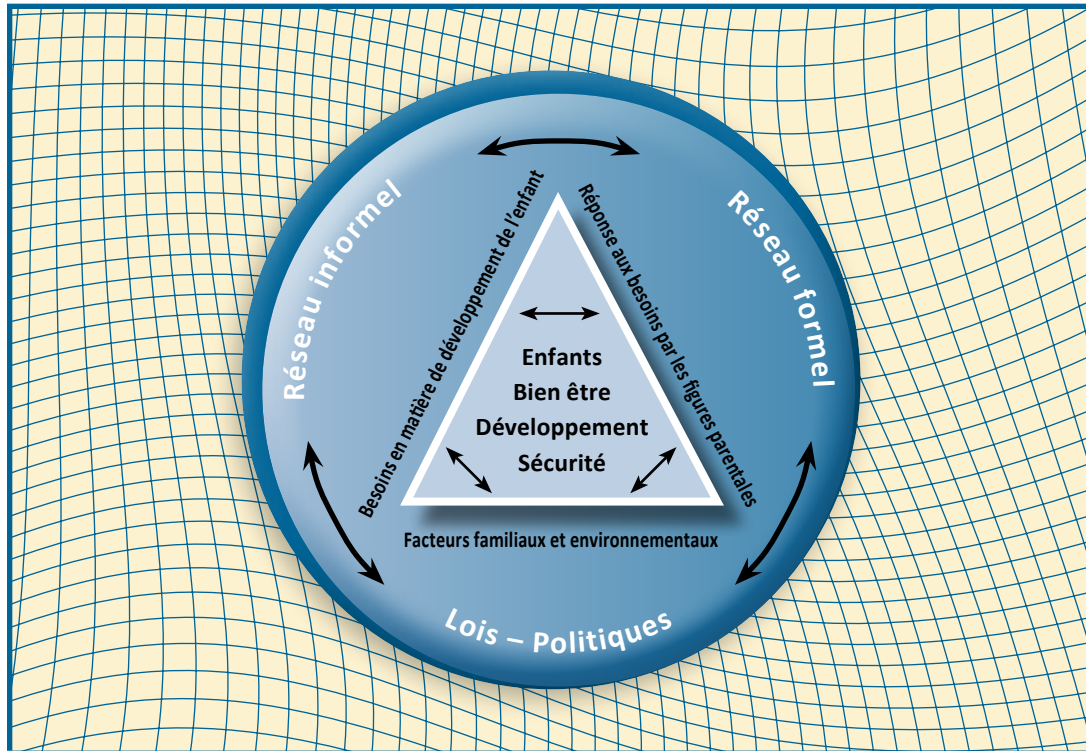 Réseau informel
Réseau formel
Besoins en matière de développement de l'enfant
Réponse aux besoins par les figures parentales
Enfants
Bien être
Développement
Sécurité
Facteurs familiaux et environnementaux
Lois – Politiques